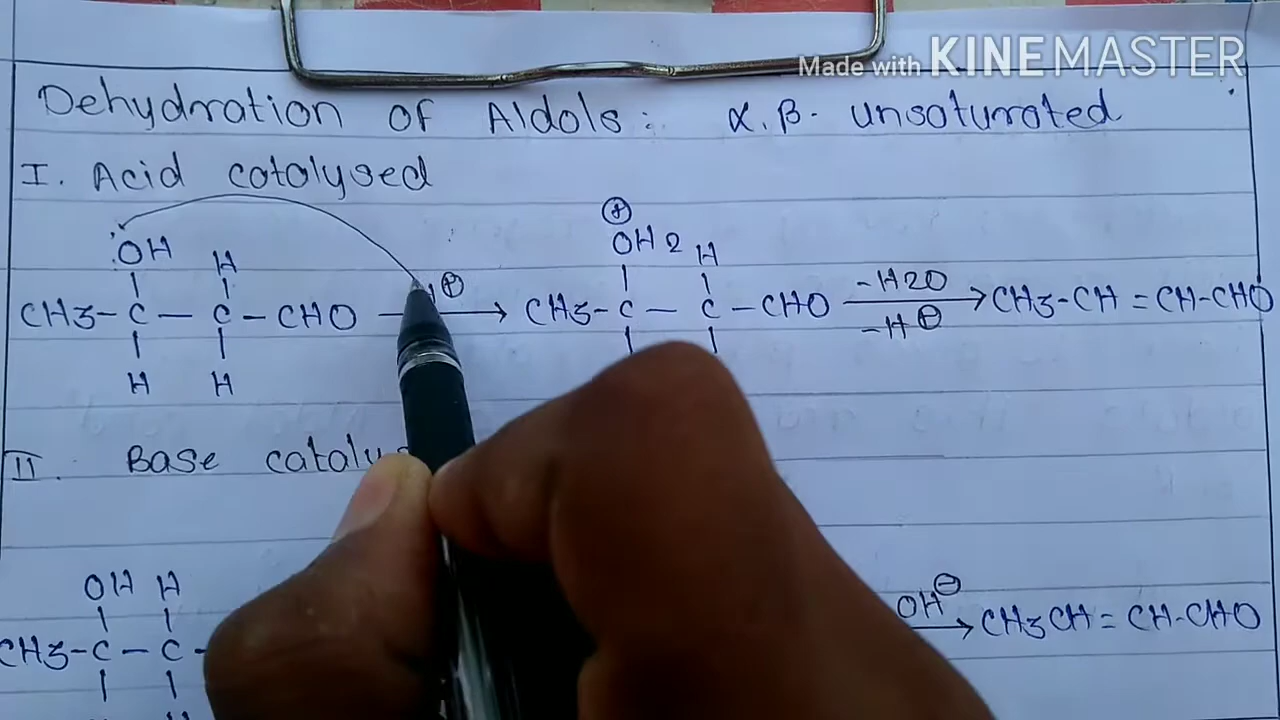 Made with KINEMASTER
Dehydration of Aldols: α.β- unsaturated
I. Acid catalysed
⊕
:OH H OH2 H
| | ⊕ | | -H2O
CH3-C-C-CHO → CH3-C-C-CHO → CH3-CH=CH-CHO
| | | | -H⊕
H H
II. Base
OH H OH⊖
| |
CH3-C-C- → CH3CH=CH-CHO
| |